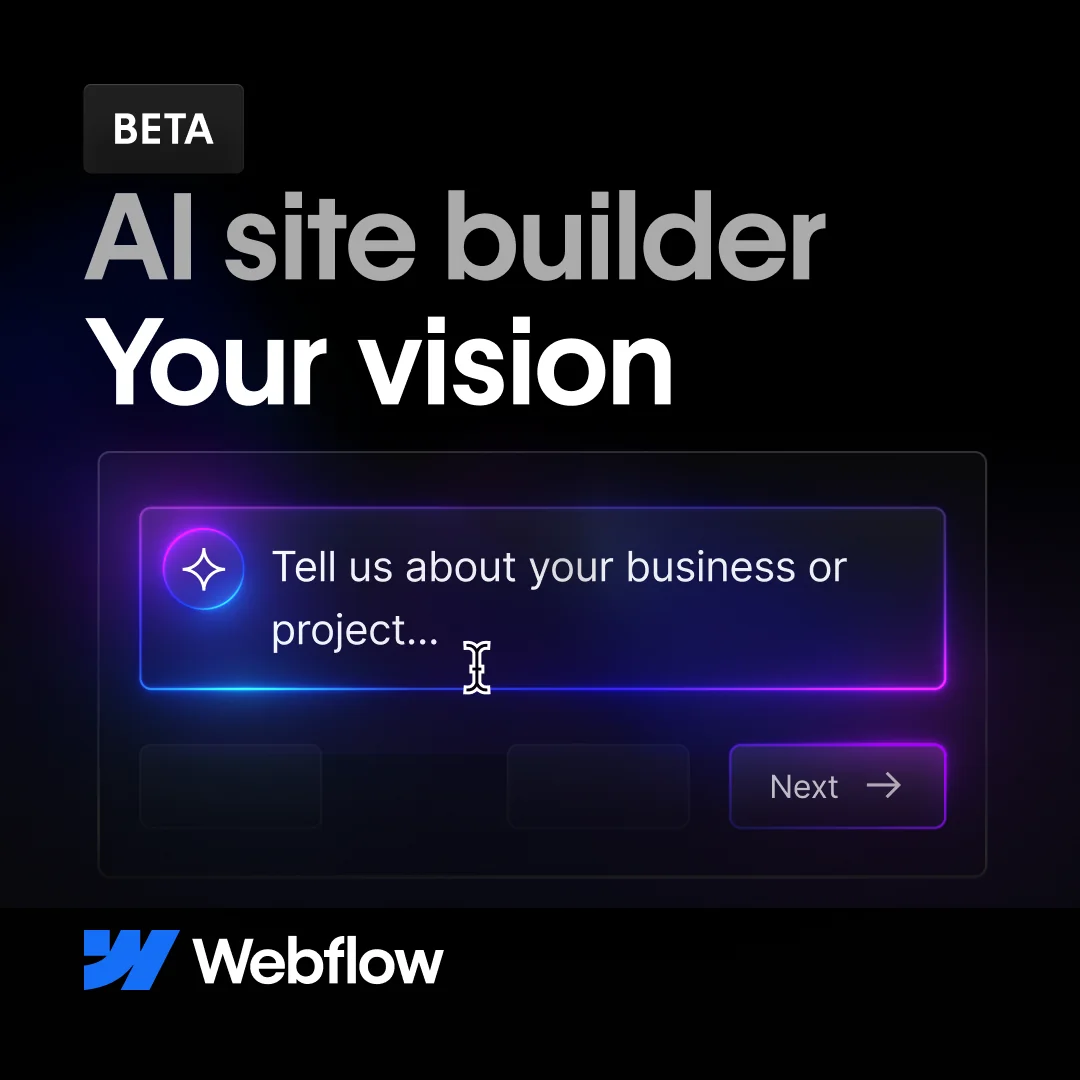 BETA
AI site builder
Your vision
Tell us about your business or
project...
Next
Webflow